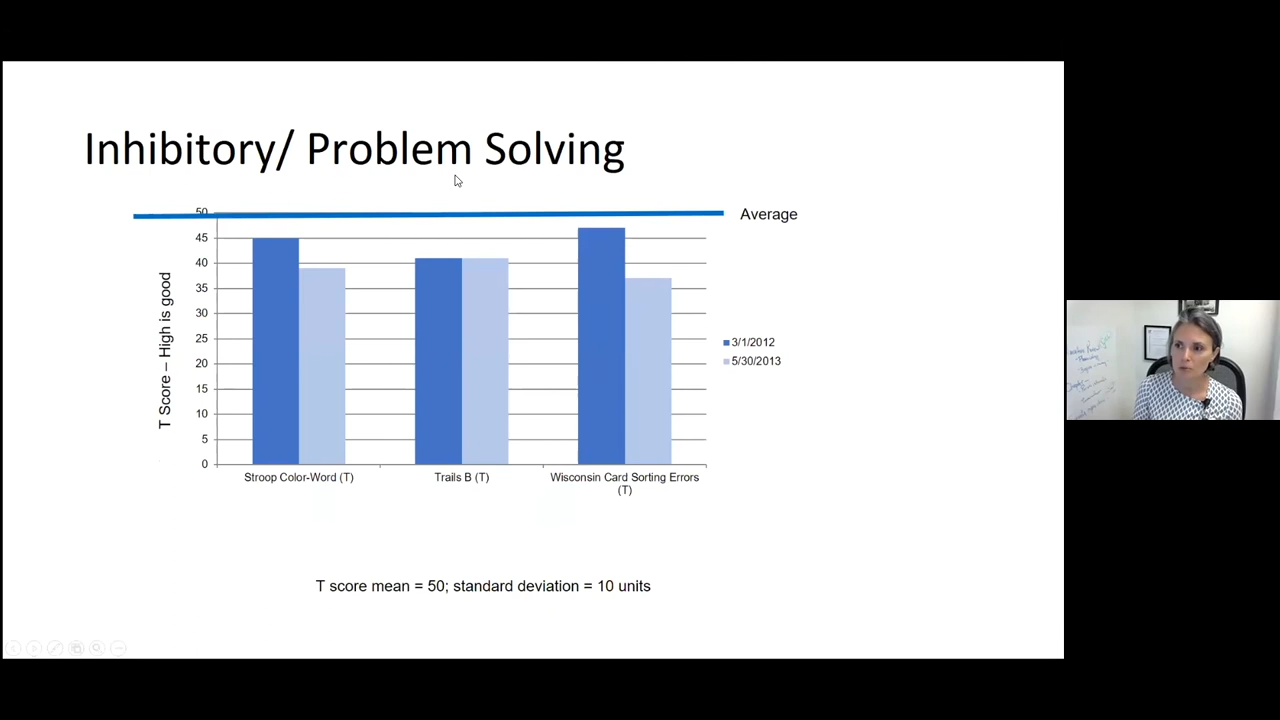 Inhibitory/ Problem Solving
Average
50
45
40
35
30
25
20
15
10
5
0
T Score – High is good
3/1/2012
5/30/2013
Stroop Color-Word (T)
Trails B (T)
Wisconsin Card Sorting Errors
(T)
T score mean = 50; standard deviation = 10 units